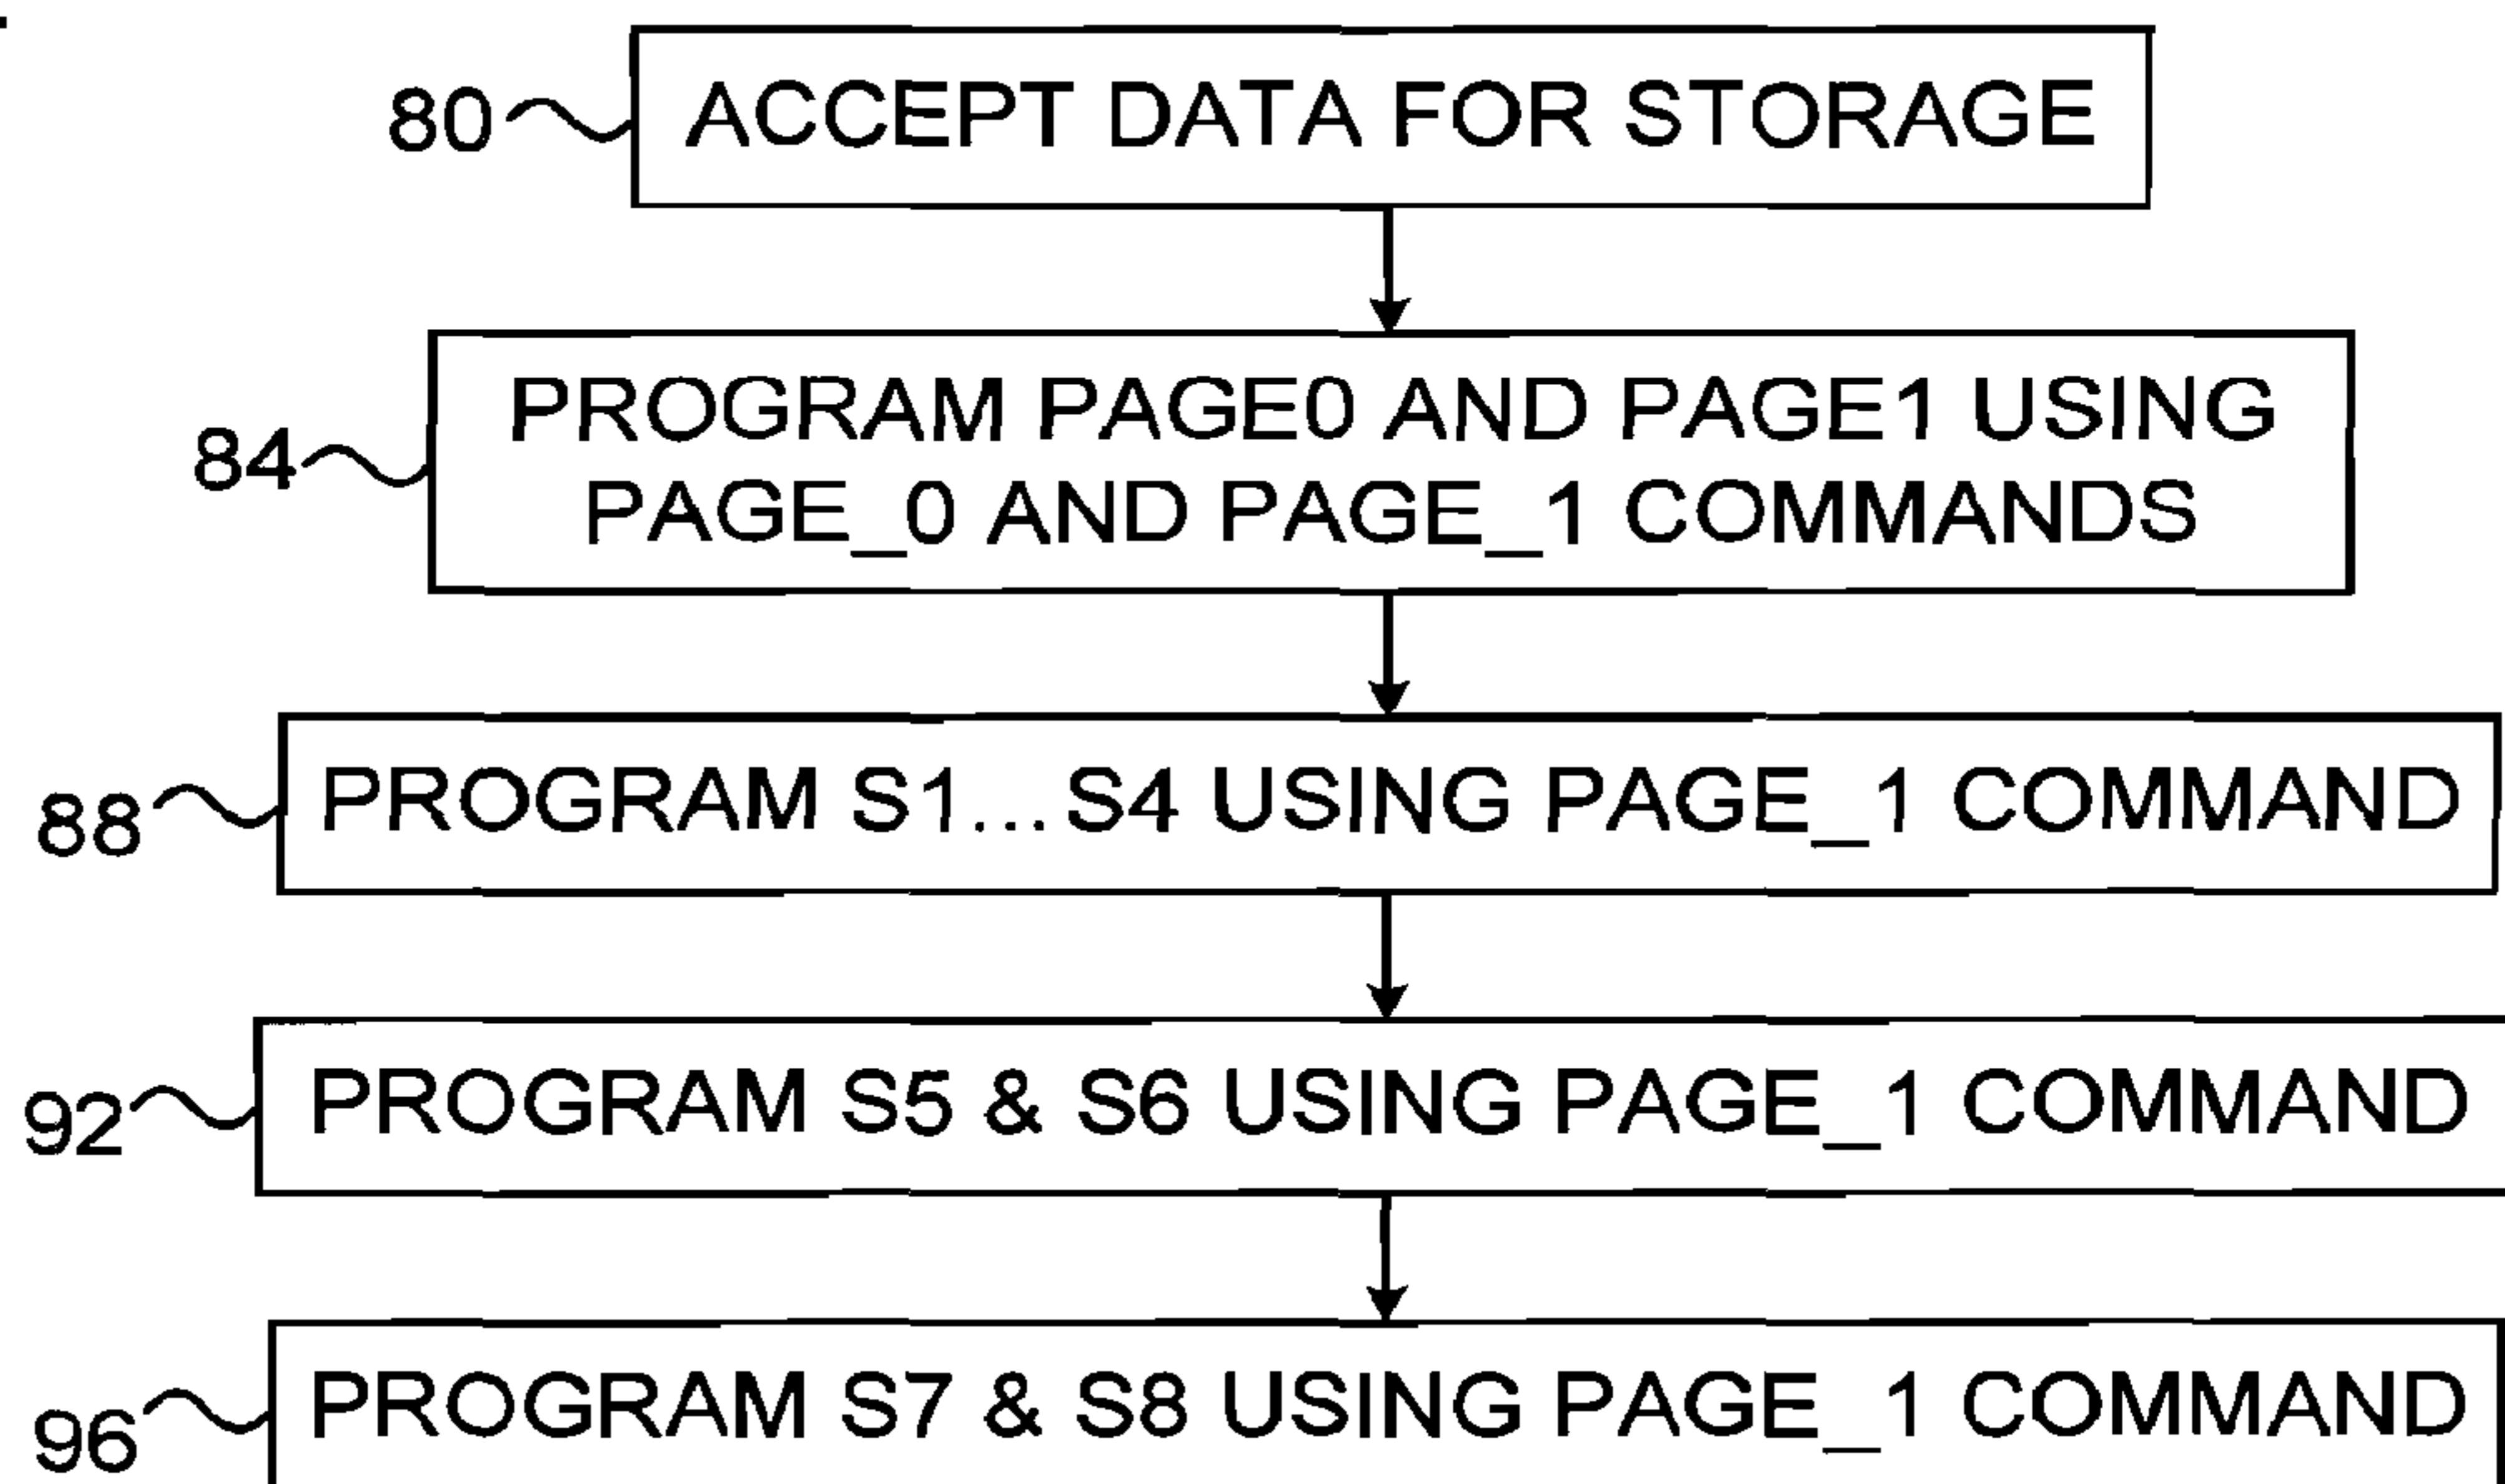 80 ACCEPT DATA FOR STORAGE
PROGRAM PAGE0 AND PAGE1 USING
84 PAGE_0 AND PAGE_1 COMMANDS
88 PROGRAM S1...S4 USING PAGE_1 COMMAND
92 PROGRAM S5 & S6 USING PAGE_1 COMMAND
96 PROGRAM S7 & S8 USING PAGE_1 COMMAND